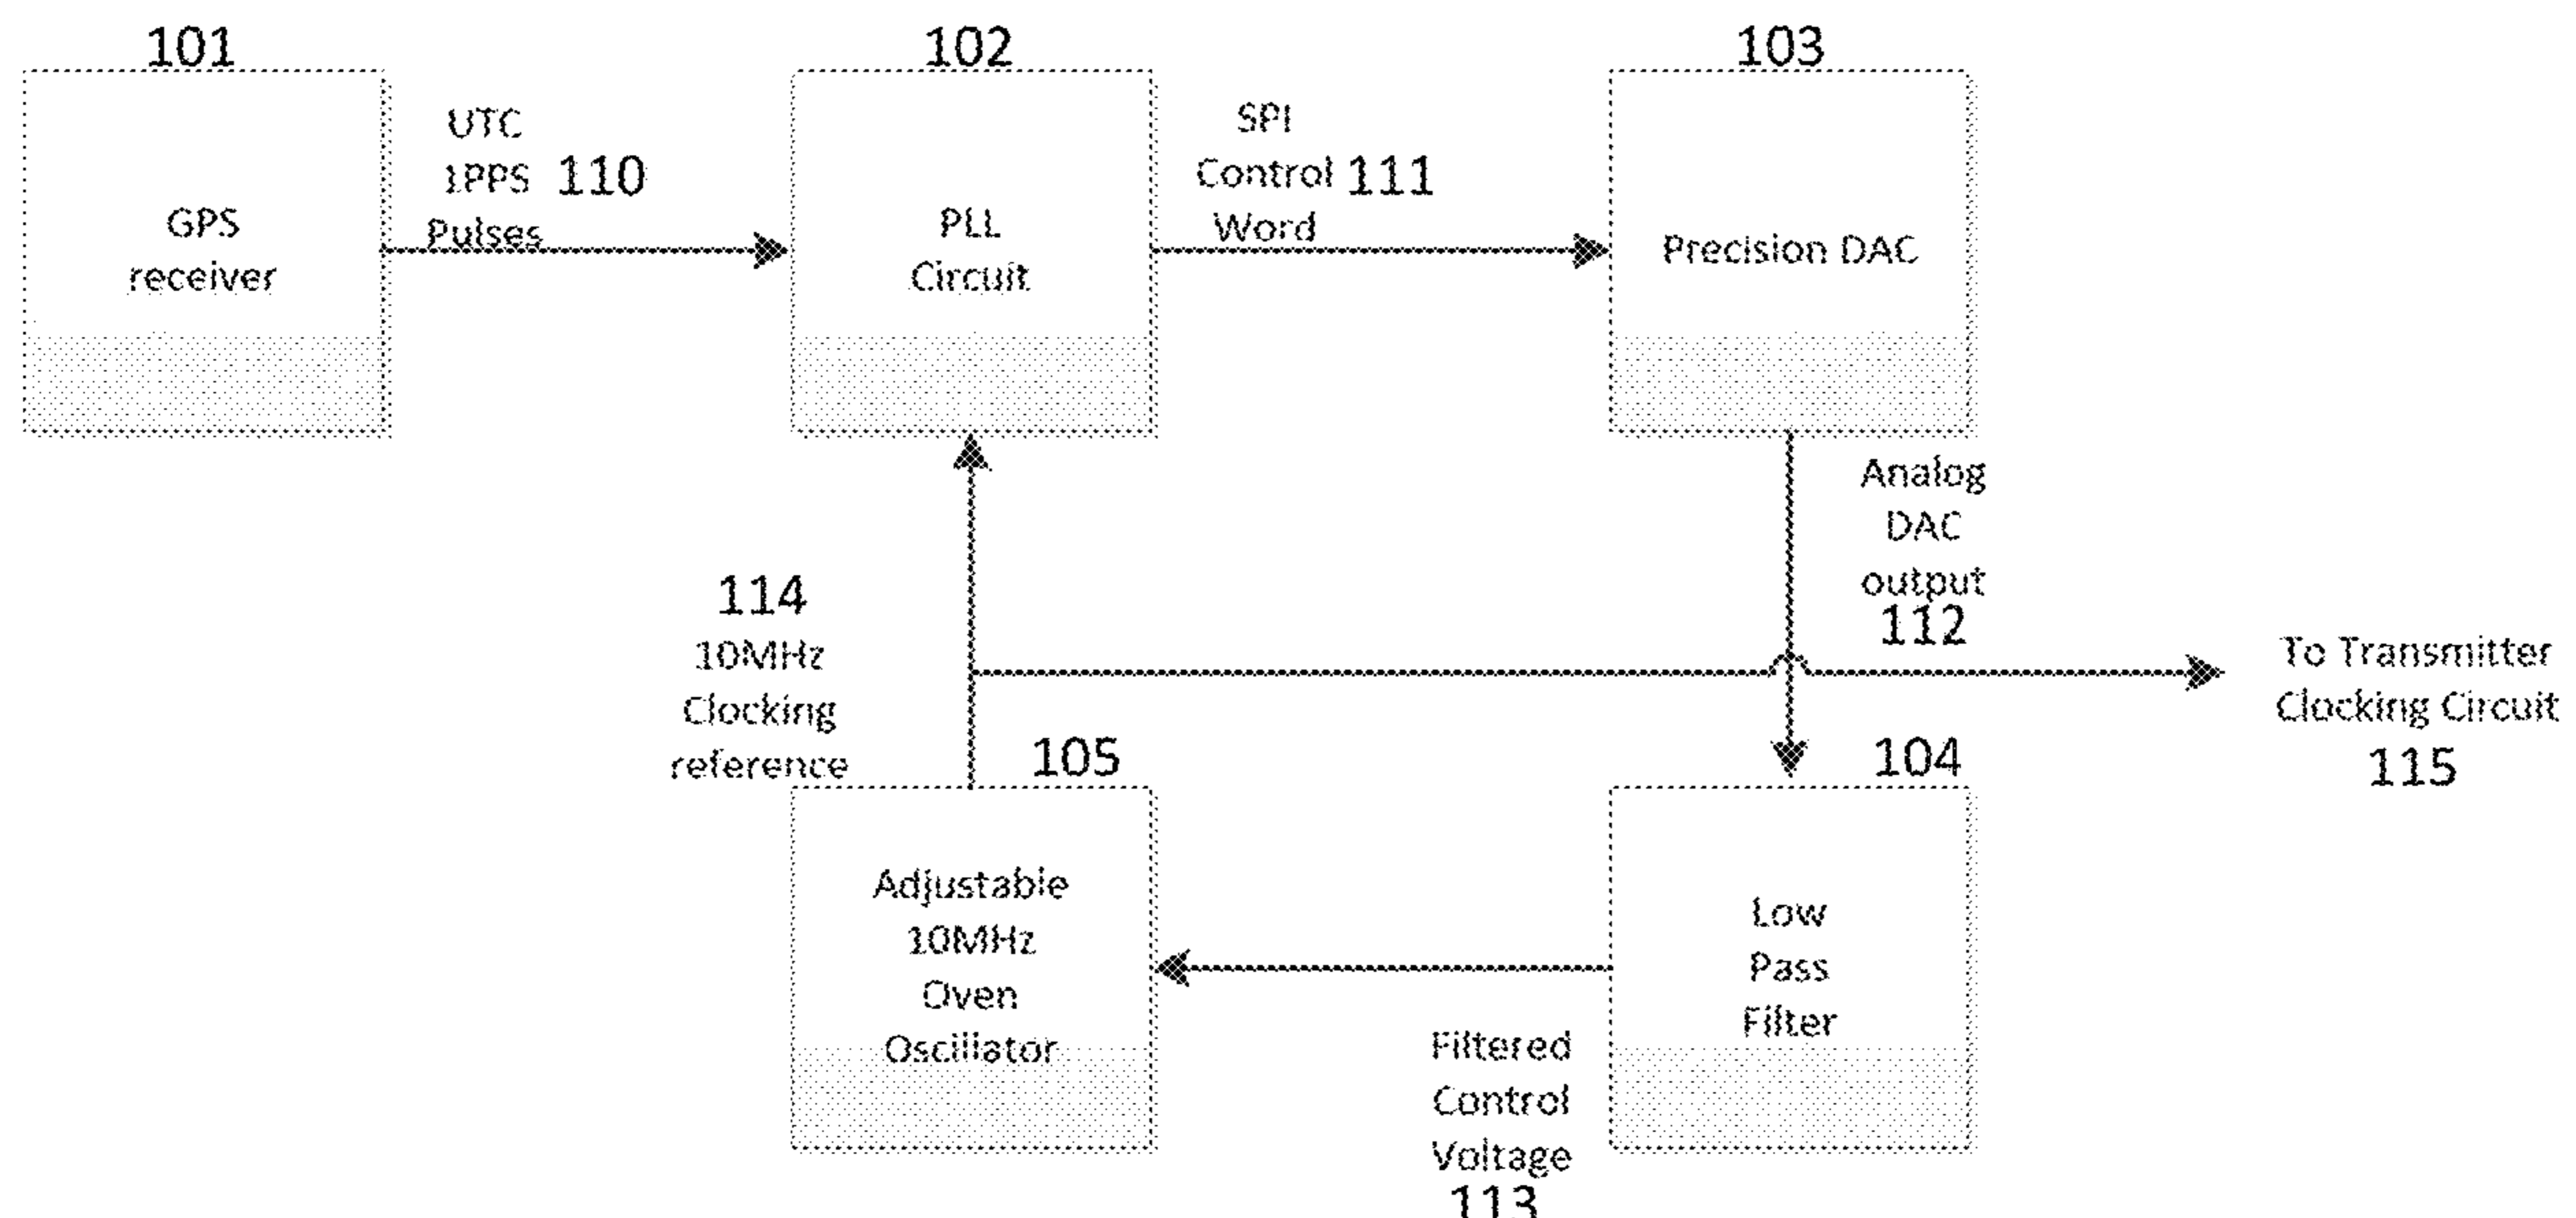 101
102
103
UTC
1PPS 110
Pulses
SPI
Control 111
Word
GPS
receiver
PLL
Circuit
Precision DAC
Analog
DAC
output
112
114
10MHz
Clocking
reference
To Transmitter
Clocking Circuit
115
105
104
Adjustable
10MHz
Oven
Oscillator
Low
Pass
Filter
Filtered
Control
Voltage
113